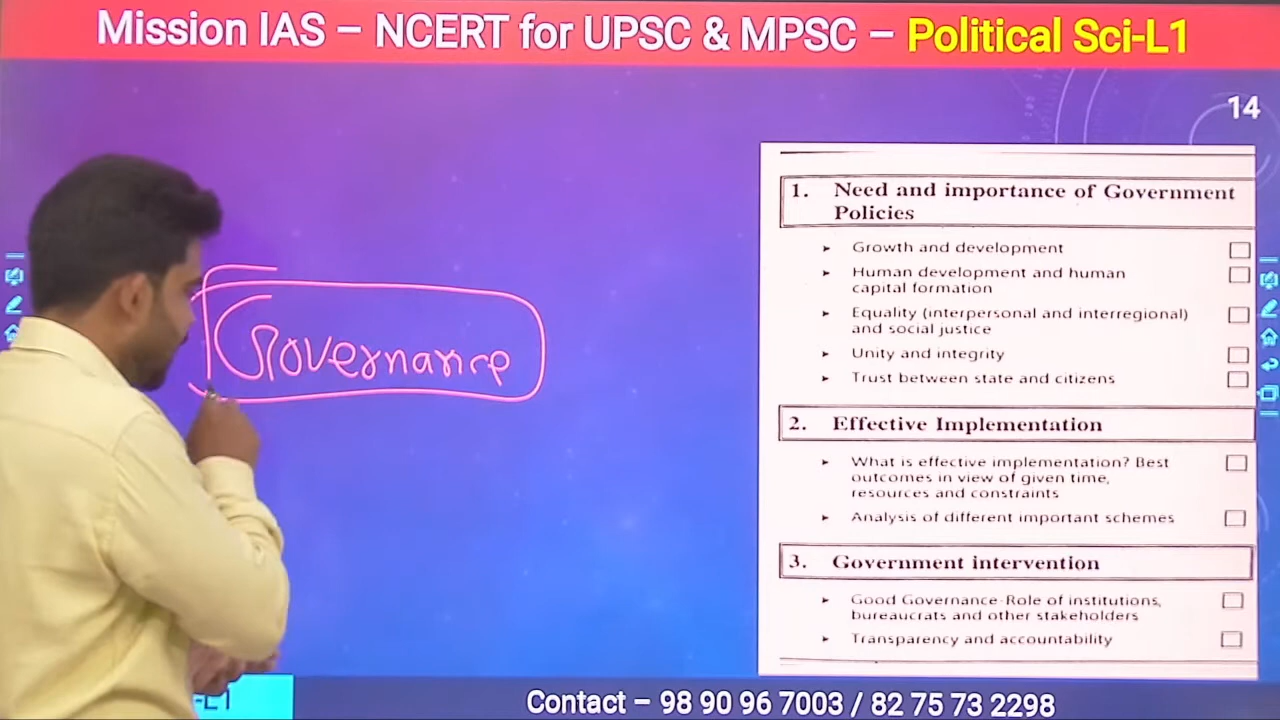 Mission IAS – NCERT for UPSC & MPSC – Political Sci-L1
14
Governance
1. Need and importance of Government
Policies
➤ Growth and development
➤ Human development and human
capital formation
➤ Equality (interpersonal and interregional)
and social justice
➤ Unity and integrity
➤ Trust between state and citizens
2. Effective Implementation
➤ What is effective implementation? Best
outcomes in view of given time,
resources and constraints
➤ Analysis of different important schemes
3. Government intervention
➤ Good Governance-Role of institutions,
bureaucrats and other stakeholders
➤ Transparency and accountability
-L1
Contact – 98 90 96 7003 / 82 75 73 2298